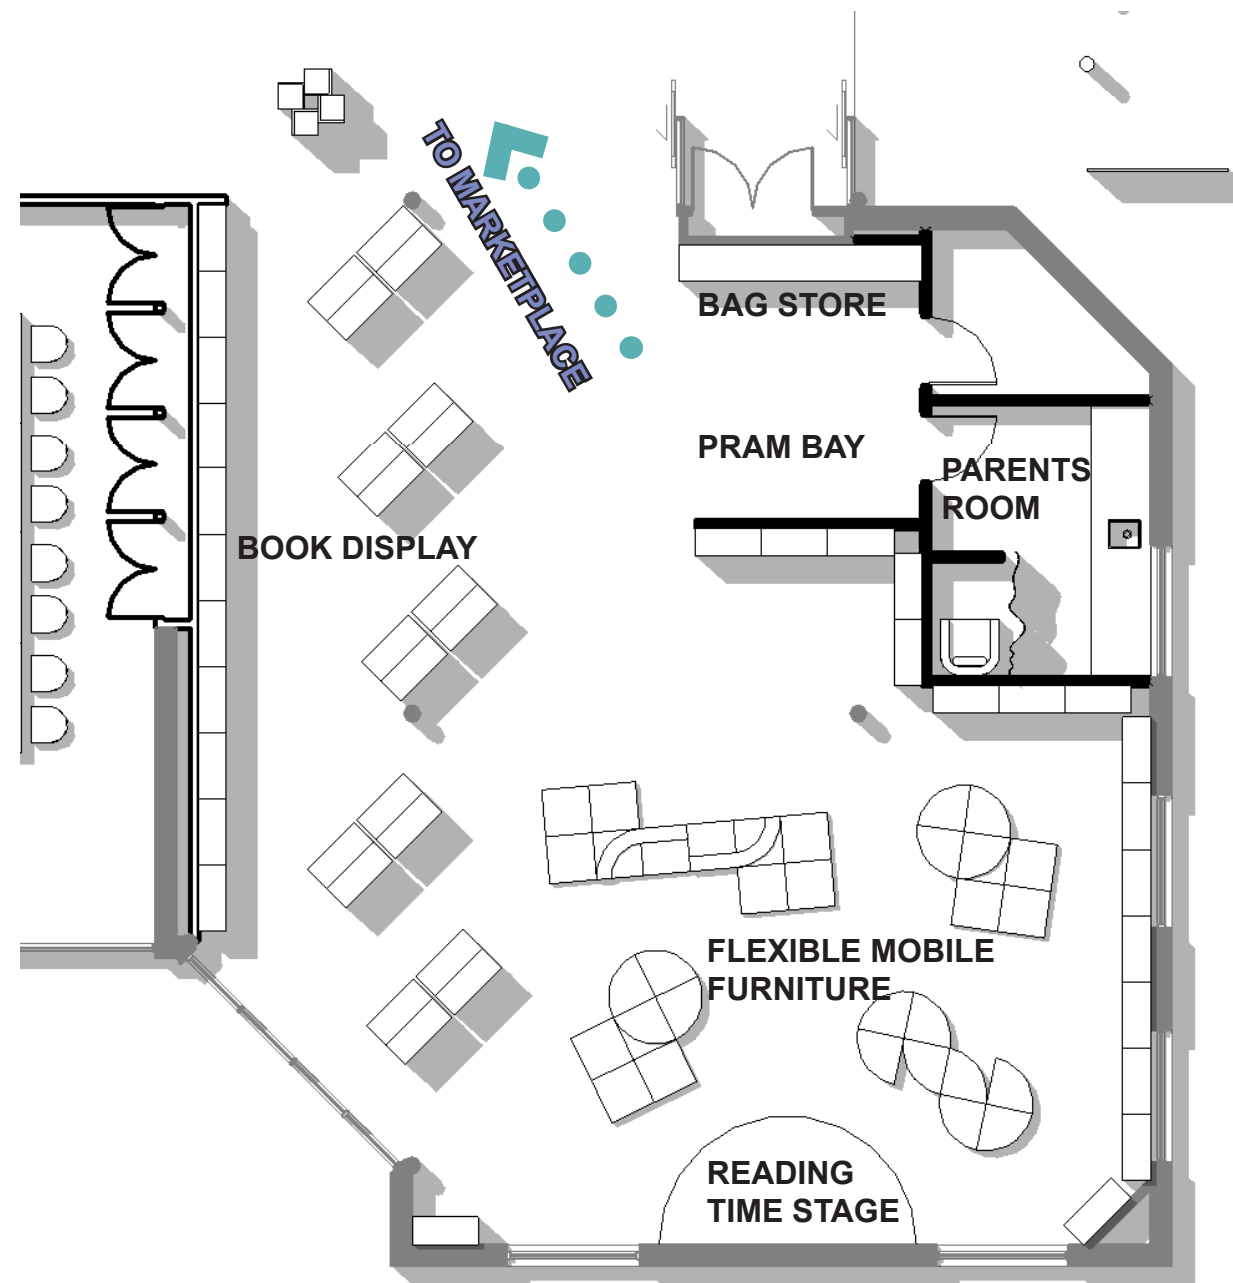 TO MARKETPLACE
BAG STORE
PRAM BAY
PARENTS
ROOM
BOOK DISPLAY
FLEXIBLE MOBILE
FURNITURE
READING
TIME STAGE